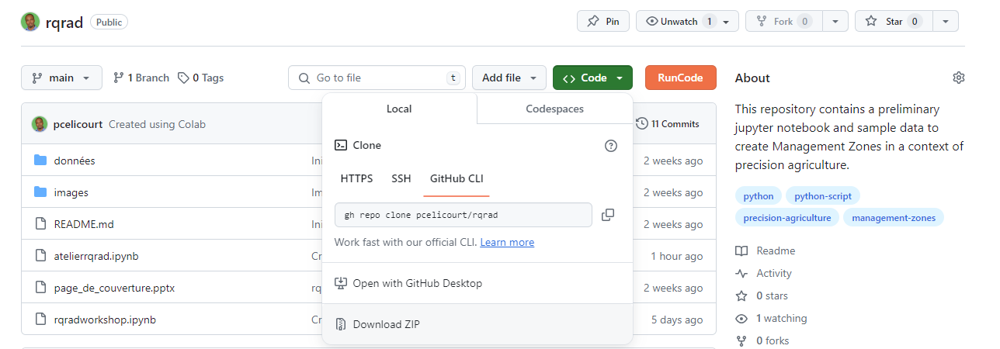 rqrad Public Pin Unwatch 1 Fork 0 Star 0
main 1 Branch 0 Tags Go to file t Add file Code RunCode
pcelicourt Created using Colab 11 Commits
données Ini 2 weeks ago
images Im 2 weeks ago
README.md Ini 2 weeks ago
atelierrqrad.ipynb Cr 1 hour ago
page_de_couverture.pptx rq 2 weeks ago
rqradworkshop.ipynb Cr 5 days ago
Local Codespaces
Clone
HTTPS SSH GitHub CLI
gh repo clone pcelicourt/rqrad
Work fast with our official CLI. Learn more
Open with GitHub Desktop
Download ZIP
About
This repository contains a preliminary
jupyter notebook and sample data to
create Management Zones in a context of
precision agriculture.
python python-script
precision-agriculture management-zones
Readme
Activity
0 stars
1 watching
0 forks